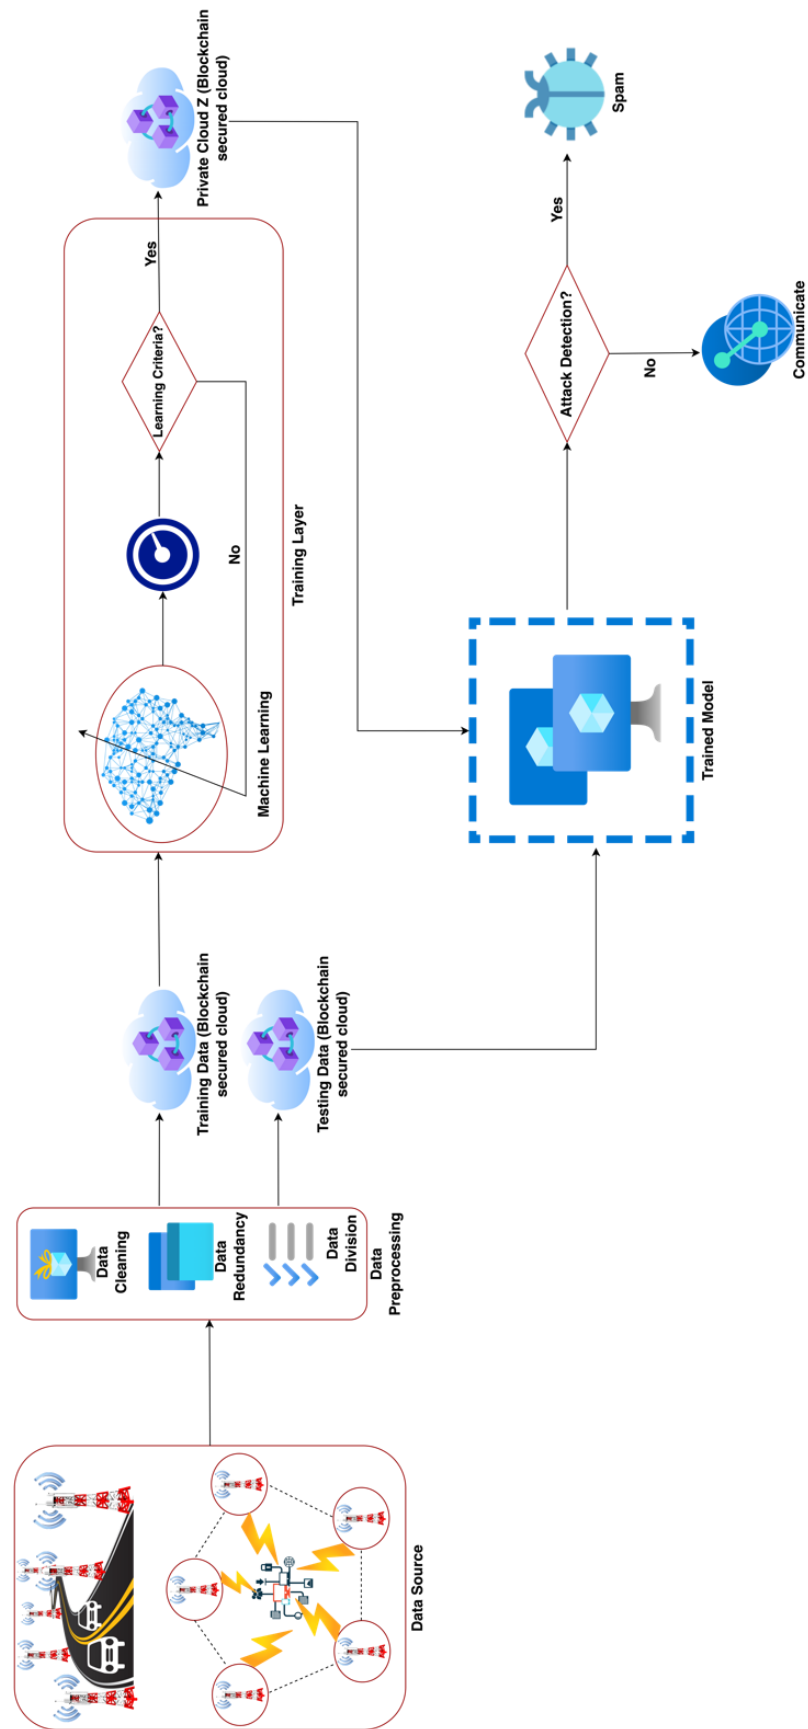 Data Source
Data
Cleaning
Data
Redundancy
Data
Division
Data
Preprocessing
Training Data (Blockchain
secured cloud)
Testing Data (Blockchain
secured cloud)
Machine Learning
No
Learning Criteria?
Yes
Training Layer
Private Cloud Z (Blockchain
secured cloud)
Trained Model
Attack Detection?
Yes
Spam
No
Communicate